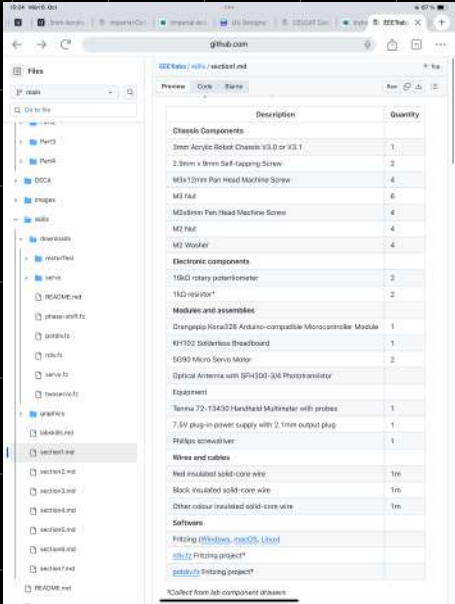 Imperial
github.com
Files
EEELabs / skills / section1.md
Top
main
Preview Code Blame
Raw
Go to file
Part3
Part4
DSCA
images
skills
downloads
motorTest
servo
README.md
phase-shift.fz
potdiv.fz
rdiv.fz
servo.fz
twoservo.fz
graphics
labskills.md
section1.md
section2.md
section3.md
section4.md
section5.md
section6.md
section7.md
README.md
Description Quantity
Chassis Components
3mm Acrylic Robot Chassis V3.0 or V3.1 1
2.9mm x 9mm Self-tapping Screw 2
M3x12mm Pan Head Machine Screw 4
M3 Nut 6
M2x8mm Pan Head Machine Screw 4
M2 Nut 4
M2 Washer 4
Electronic components
10kΩ rotary potentiometer 2
1kΩ resistor* 2
Modules and assemblies
Orangepip Kona328 Arduino-compatible Microcontroller Module 1
KH102 Solderless Breadboard 1
SG90 Micro Servo Motor 2
Optical Antenna with SFH300-3/4 Phototransistor
Equipment
Tenma 72-13430 Handheld Multimeter with probes 1
7.5V plug-in power supply with 2.1mm output plug 1
Phillips screwdriver 1
Wires and cables
Red insulated solid-core wire 1m
Black insulated solid-core wire 1m
Other colour insulated solid-core wire 1m
Software
Fritzing (Windows, macOS, Linux)
rdiv.fz Fritzing project*
potdiv.fz Fritzing project*
*Collect from lab component drawers